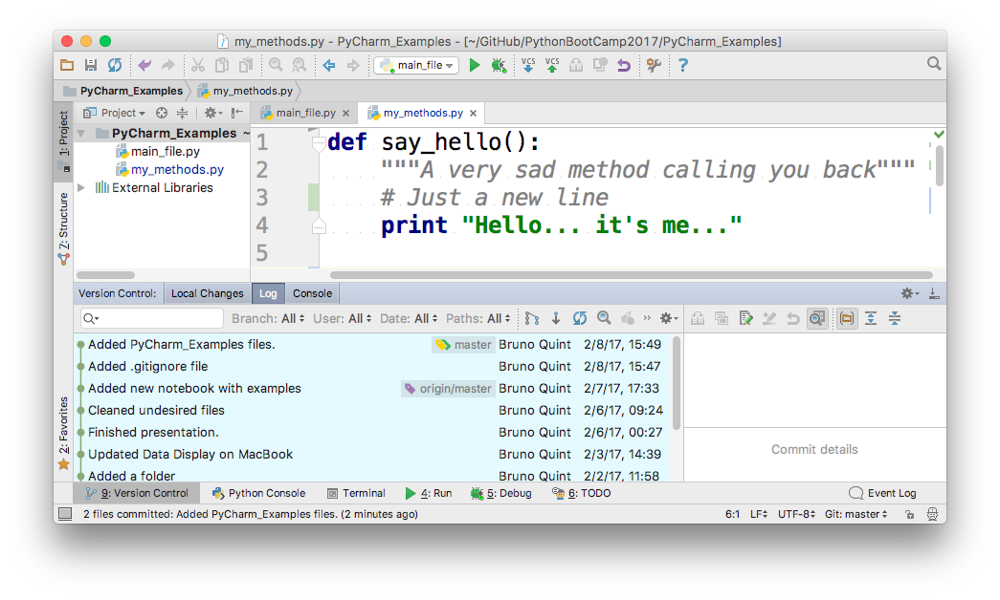 my_methods.py - PyCharm_Examples - [~/GitHub/PythonBootCamp2017/PyCharm_Examples]
main_file VCS VCS ?
PyCharm_Examples my_methods.py
1: Project
Project
main_file.py my_methods.py
PyCharm_Examples ~
main_file.py
my_methods.py
External Libraries
Z: Structure
2: Favorites
1 def say_hello():
2 """A very sad method calling you back"""
3 # Just a new line
4 print "Hello... it's me..."
5
Version Control: Local Changes Log Console
Branch: All User: All Date: All Paths: All »
Added PyCharm_Examples files. master Bruno Quint 2/8/17, 15:49
Added .gitignore file Bruno Quint 2/8/17, 15:47
Added new notebook with examples origin/master Bruno Quint 2/7/17, 17:33
Cleaned undesired files Bruno Quint 2/6/17, 09:24
Finished presentation. Bruno Quint 2/6/17, 00:27
Updated Data Display on MacBook Bruno Quint 2/3/17, 14:39
Added a folder Bruno Quint 2/2/17, 11:58
Commit details
9: Version Control Python Console Terminal 4: Run 5: Debug 6: TODO Event Log
2 files committed: Added PyCharm_Examples files. (2 minutes ago) 6:1 LF UTF-8 Git: master